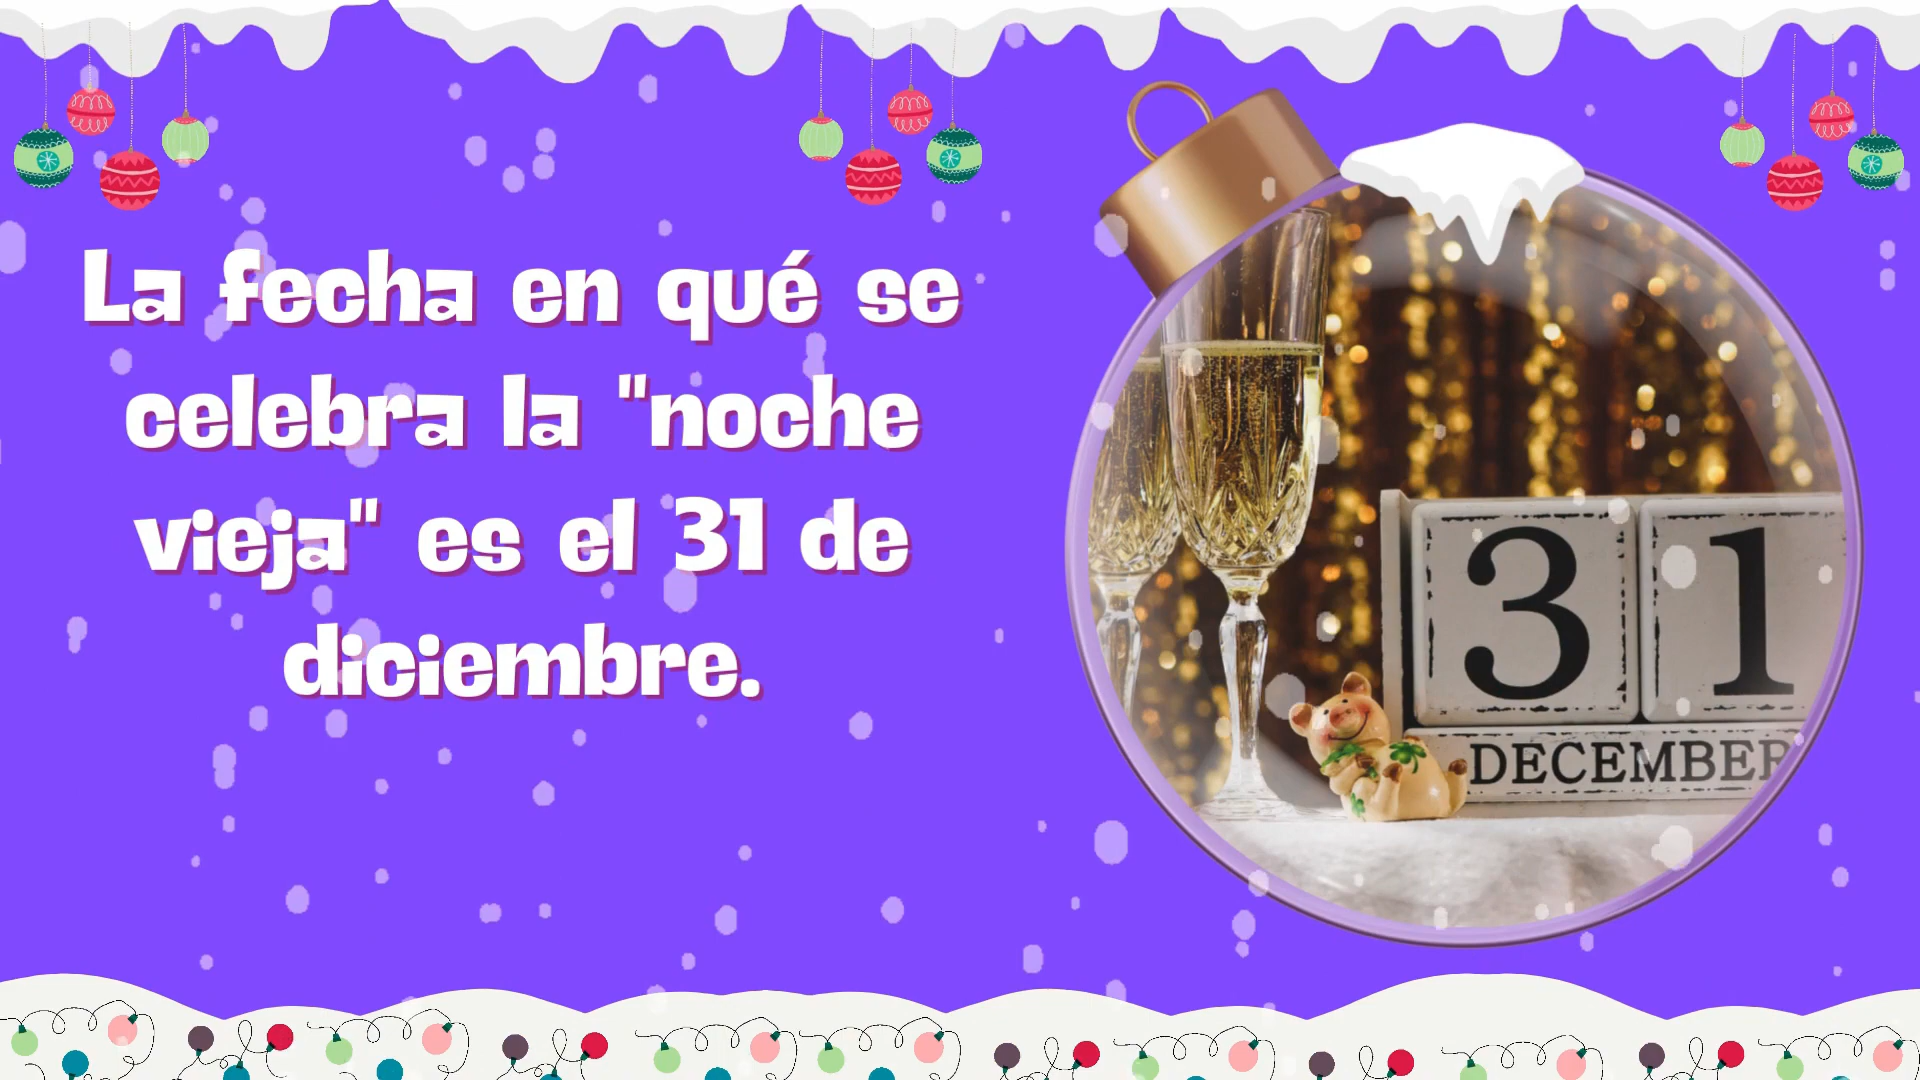 La fecha en qué se
celebra la "noche
vieja" es el 31 de
diciembre.
31
DECEMBER